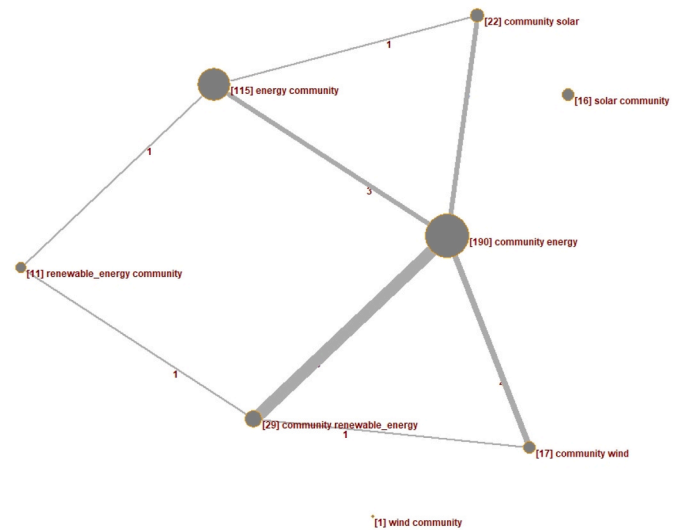 [22] community solar
1
[115] energy community
[16] solar community
1
3
[190] community energy
[11] renewable_energy community
1
[29] community renewable_energy
1
[17] community wind
[1] wind community